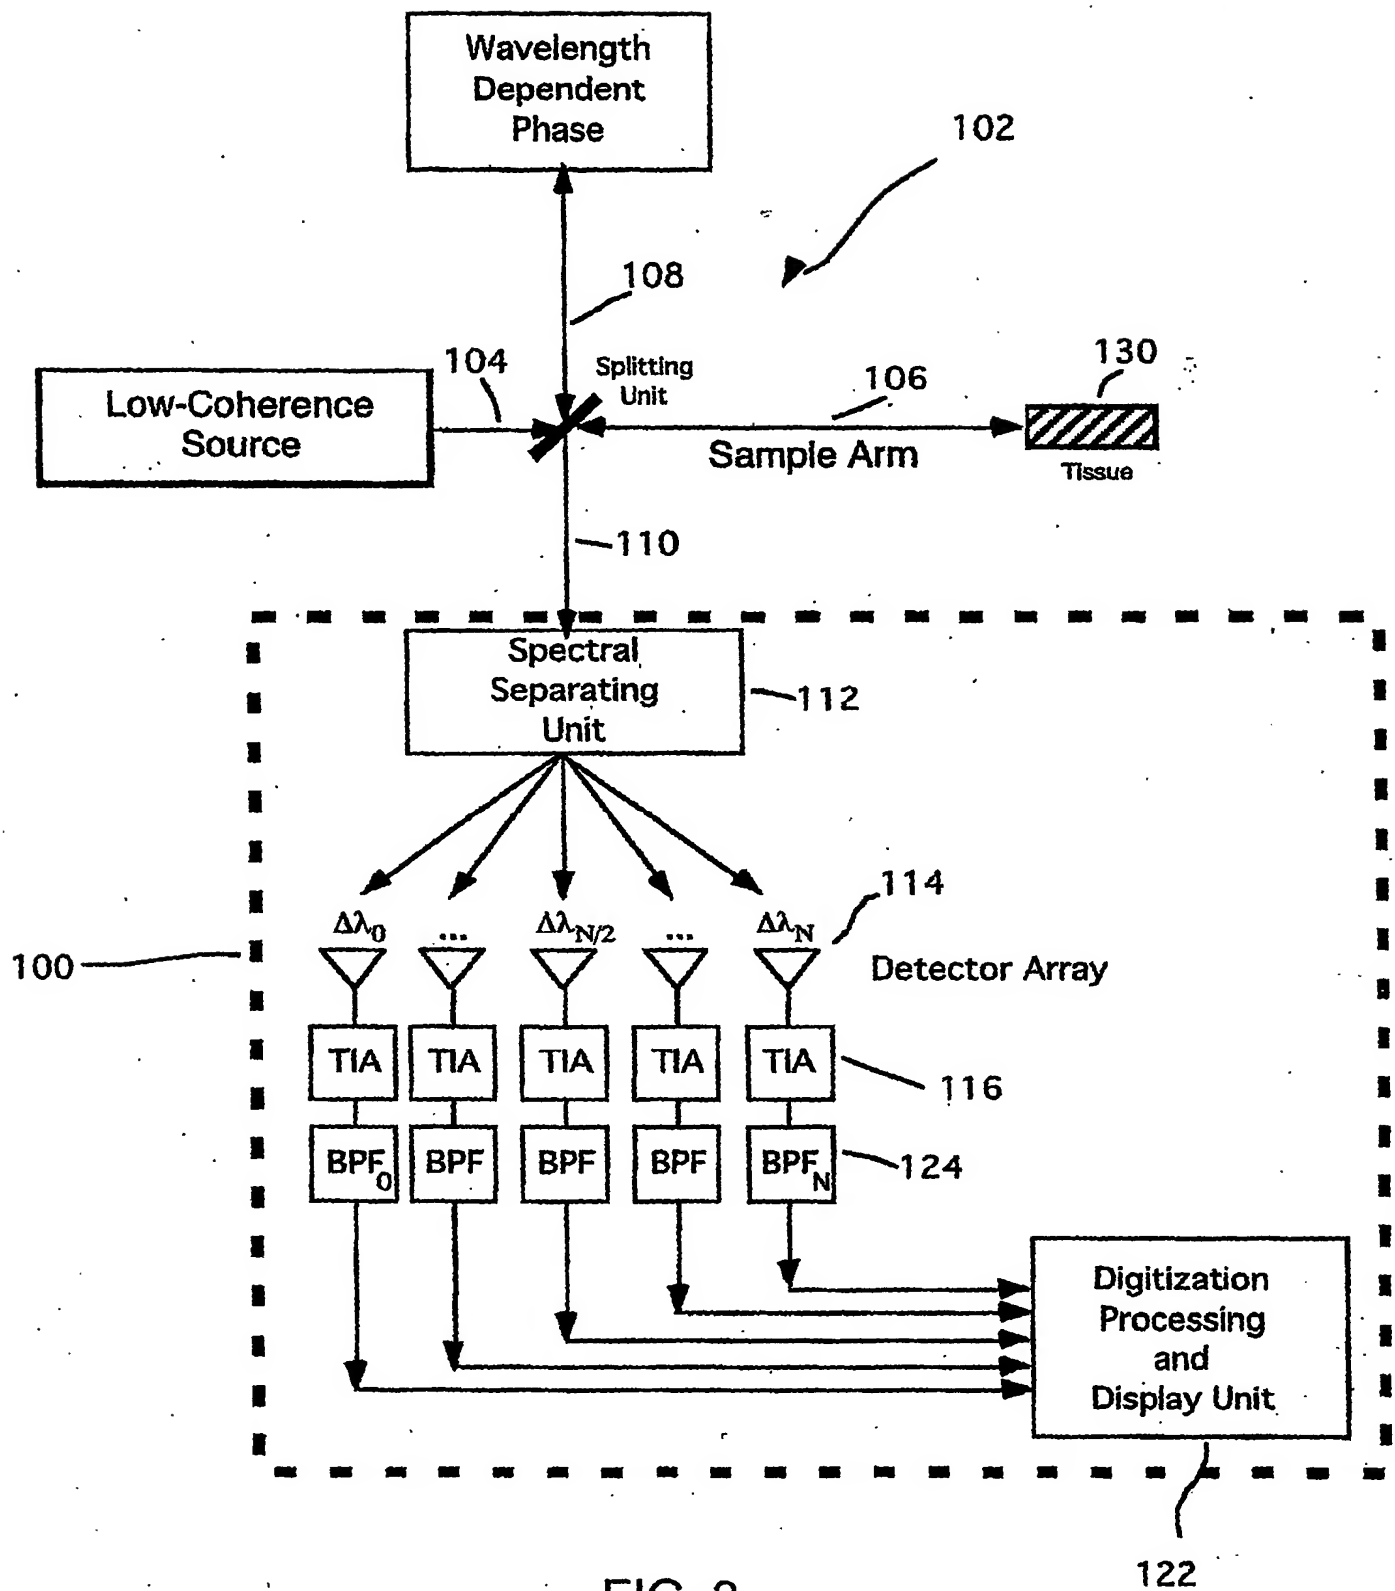 Wavelength
Dependent
Phase
102
108
104
Splitting
Unit
106
130
Low-Coherence
Source
Sample Arm
Tissue
110
Spectral
Separating
Unit
112
114
Δλ0 ... ΔλN/2 ... ΔλN
100
Detector Array
TIA TIA TIA TIA TIA
116
BPF0 BPF BPF BPF BPFN
124
Digitization
Processing
and
Display Unit
122